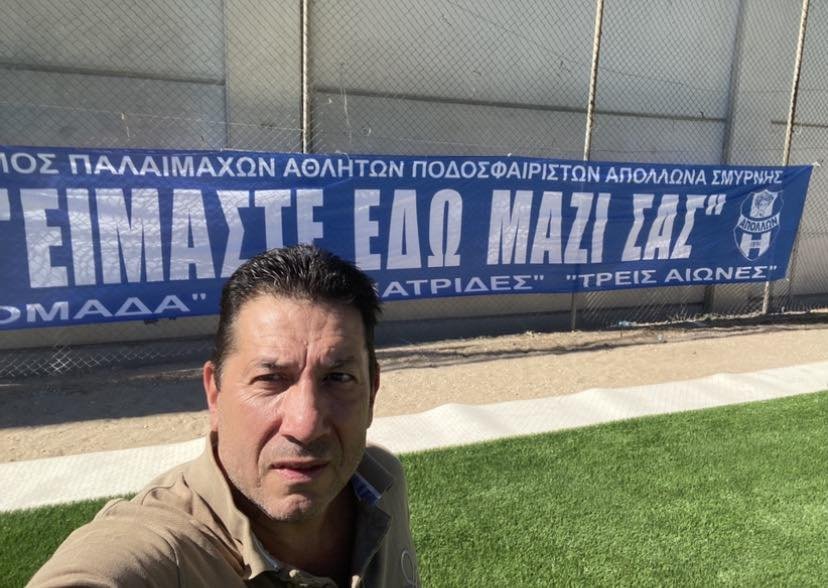 ΜΟΣ ΠΑΛΑΙΜΑΧΩΝ ΑΘΛΗΤΩΝ ΠΟΔΟΣΦΑΙΡΙΣΤΩΝ ΑΠΟΛΛΩΝΑ ΣΜΥΡΝΗΣ
ΕΙΜΑΣΤΕ ΕΔΩ ΜΑΖΙ ΣΑΣ"
ΑΠΟΛΛΩΝ
ΟΜΑΔΑ" ΑΤΡΙΔΕΣ" "ΤΡΕΙΣ ΑΙΩΝΕΣ"